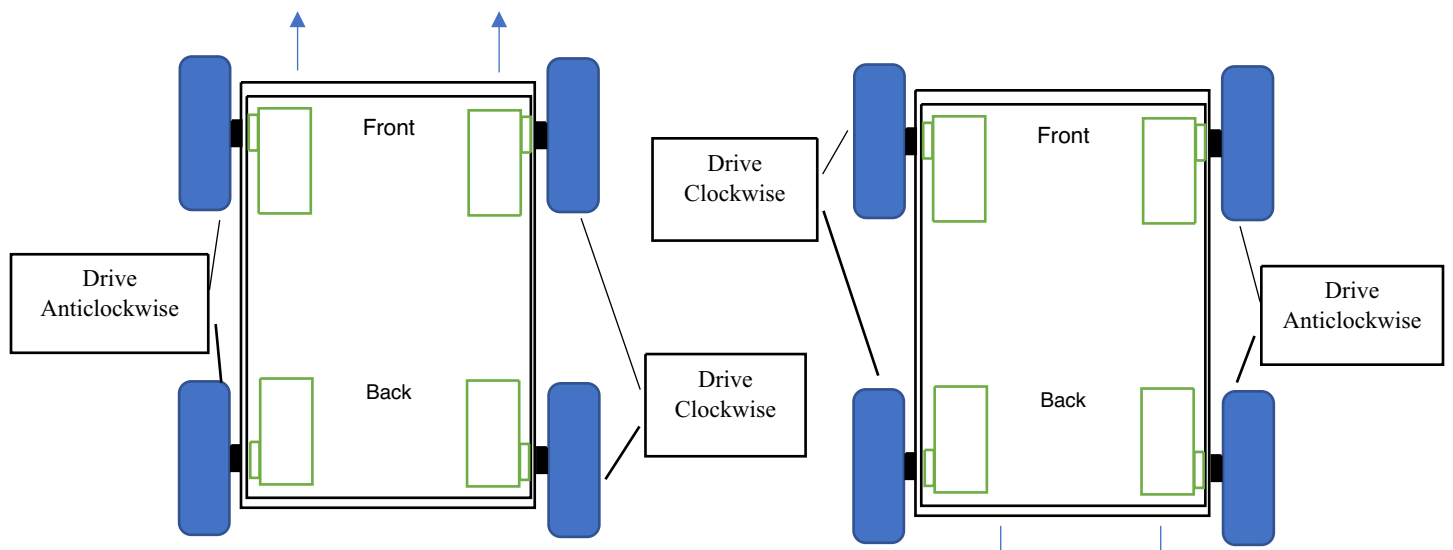 Front
Drive
Anticlockwise
Back
Drive
Clockwise
Drive
Clockwise
Front
Drive
Anticlockwise
Back